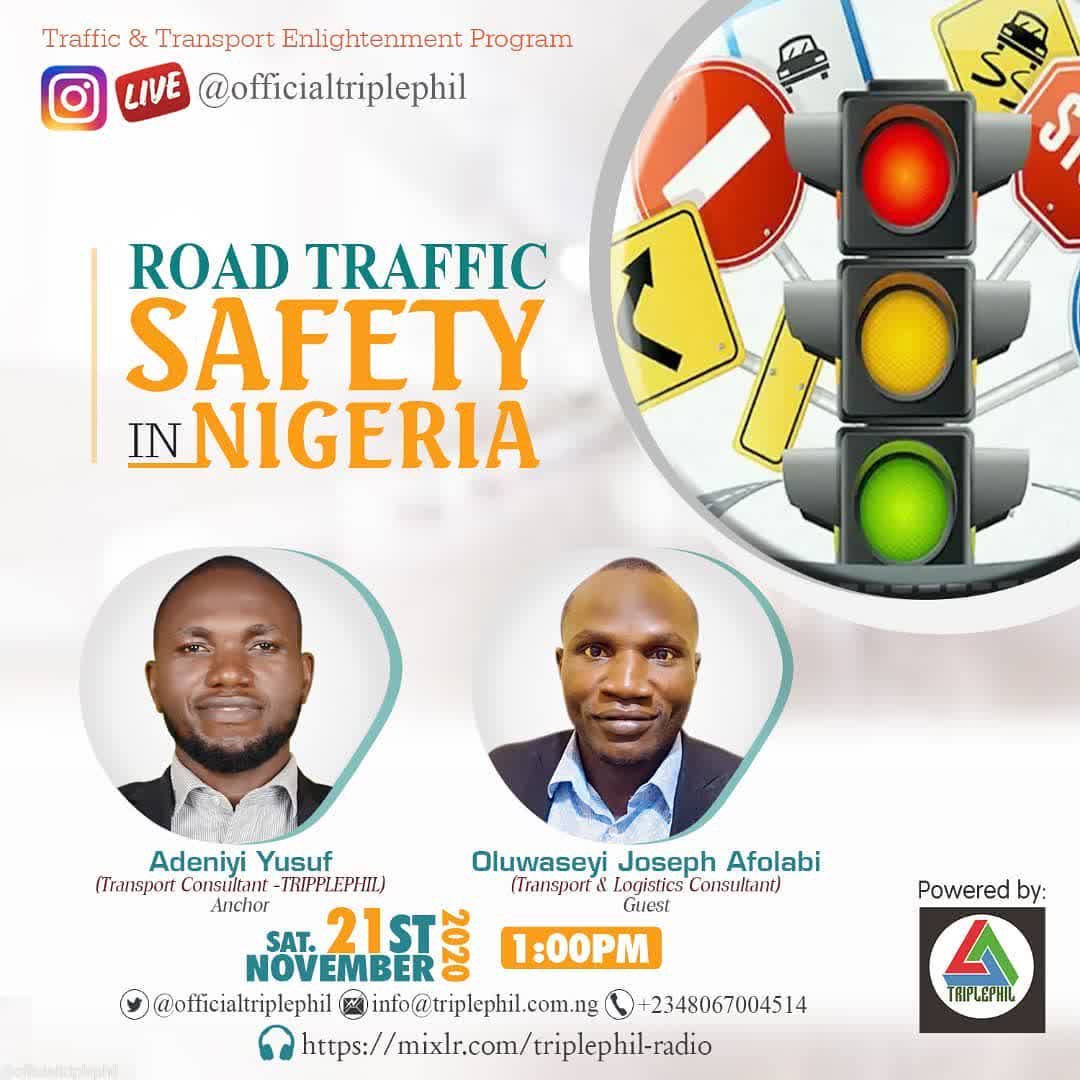 Traffic & Transport Enlightenment Program
LIVE @officialtriplephil
ROAD TRAFFIC
SAFETY
IN NIGERIA
Adeniyi Yusuf
(Transport Consultant -TRIPPLEPHIL)
Anchor
Oluwaseyi Joseph Afolabi
(Transport & Logistics Consultant)
Guest
SAT. 21ST
NOVEMBER
2020
1:00PM
Powered by:
TRIPLEPHIL
@officialtriplephil info@triplephil.com.ng +2348067004514
https://mixlr.com/triplephil-radio
@officialtriplephil